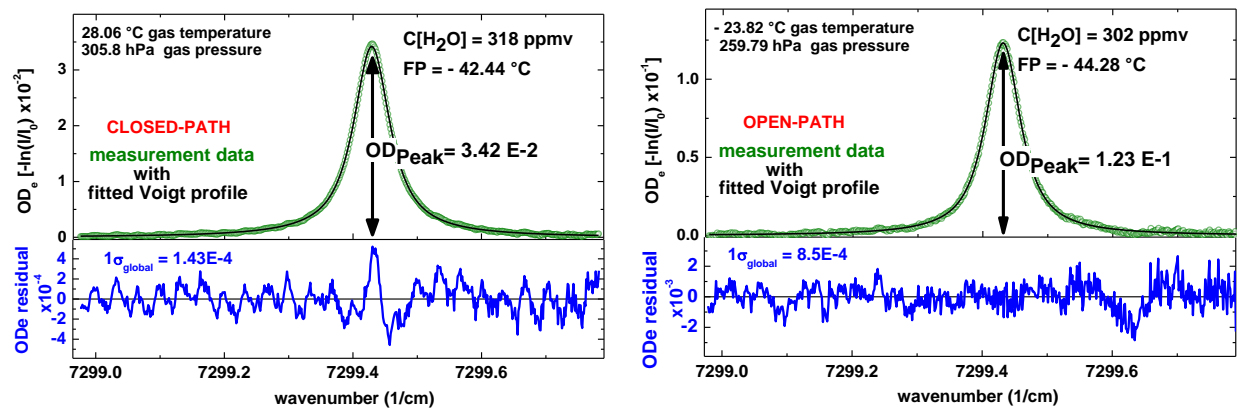 28.06 °C gas temperature
305.8 hPa gas pressure
C[H₂O] = 318 ppmv
FP = - 42.44 °C
CLOSED-PATH
measurement data
with
fitted Voigt profile
OD_Peak = 3.42 E-2
OD_e [-ln(I/I₀)] x10⁻²
3
2
1
0
1σ_global = 1.43E-4
ODe residual
x10⁻⁴
4
2
0
-2
-4
7299.0
7299.2
7299.4
7299.6
wavenumber (1/cm)
- 23.82 °C gas temperature
259.79 hPa gas pressure
C[H₂O] = 302 ppmv
FP = - 44.28 °C
OPEN-PATH
measurement data
with
fitted Voigt profile
OD_Peak= 1.23 E-1
OD_e [-ln(I/I₀)] x10⁻¹
1.0
0.5
0.0
1σ_global = 8.5E-4
ODe residual
x10⁻³
2
0
-2
7299.0
7299.2
7299.4
7299.6
wavenumber (1/cm)